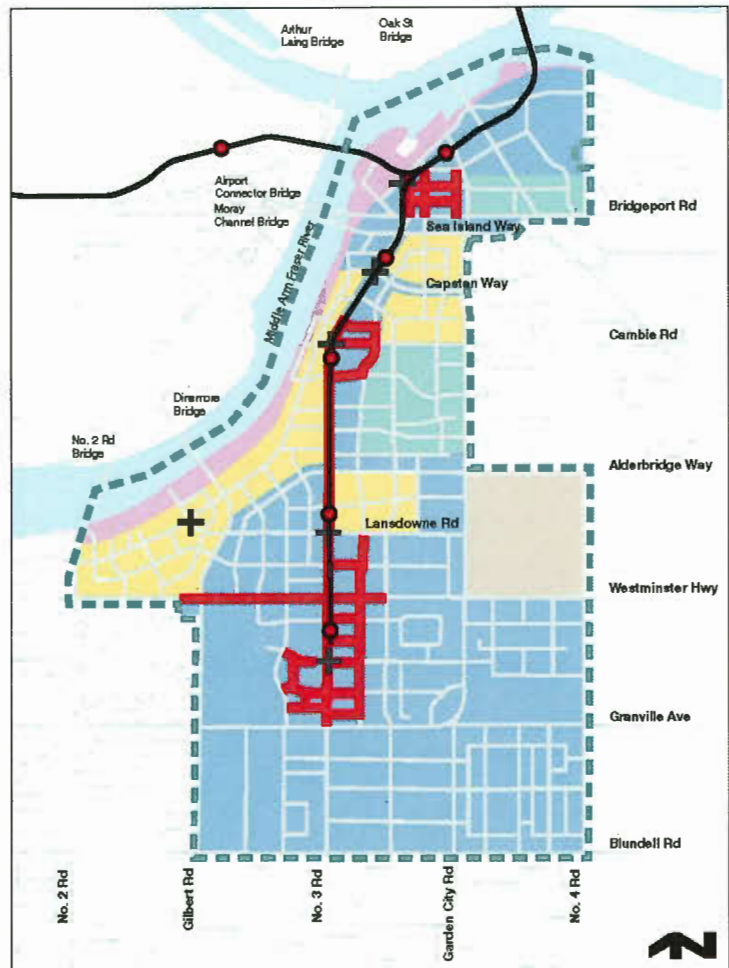 Arthur
Laing Bridge
Oak St
Bridge
Airport
Connector Bridge
Moray
Channel Bridge
Bridgeport Rd
Sea Island Way
Middle Arm Fraser River
Capstan Way
Cambie Rd
Dinsmore
Bridge
No. 2 Rd
Bridge
Alderbridge Way
Lansdowne Rd
Westminster Hwy
Granville Ave
Blundell Rd
No. 2 Rd
Gilbert Rd
No. 3 Rd
Garden City Rd
No. 4 Rd
N